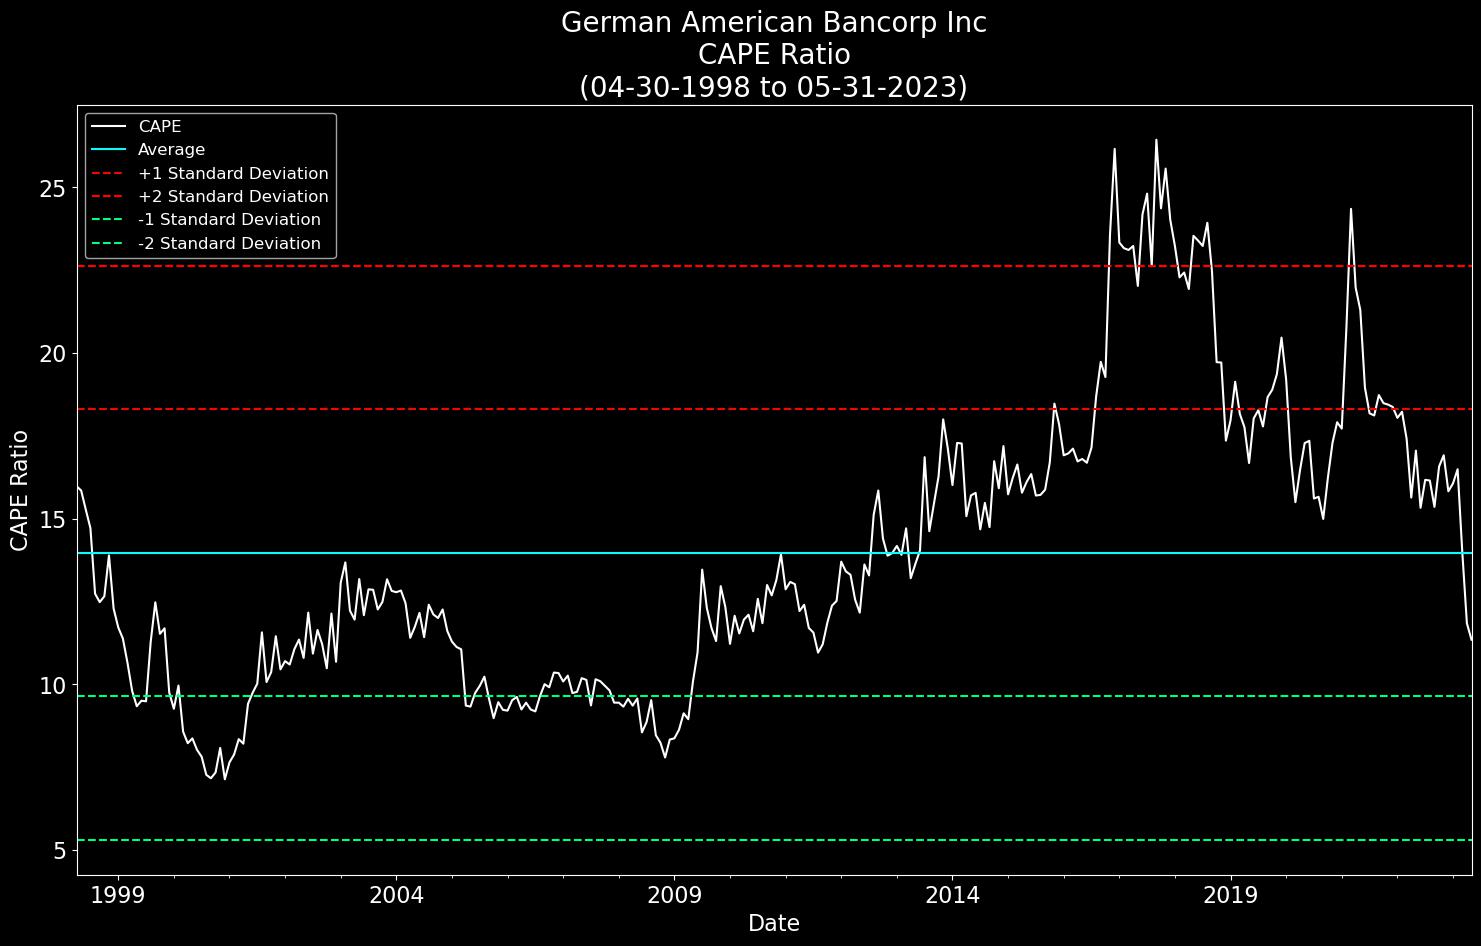 German American Bancorp Inc
CAPE Ratio
(04-30-1998 to 05-31-2023)
CAPE
Average
+1 Standard Deviation
+2 Standard Deviation
-1 Standard Deviation
-2 Standard Deviation
25
20
15
10
5
CAPE Ratio
1999 2004 2009 2014 2019
Date